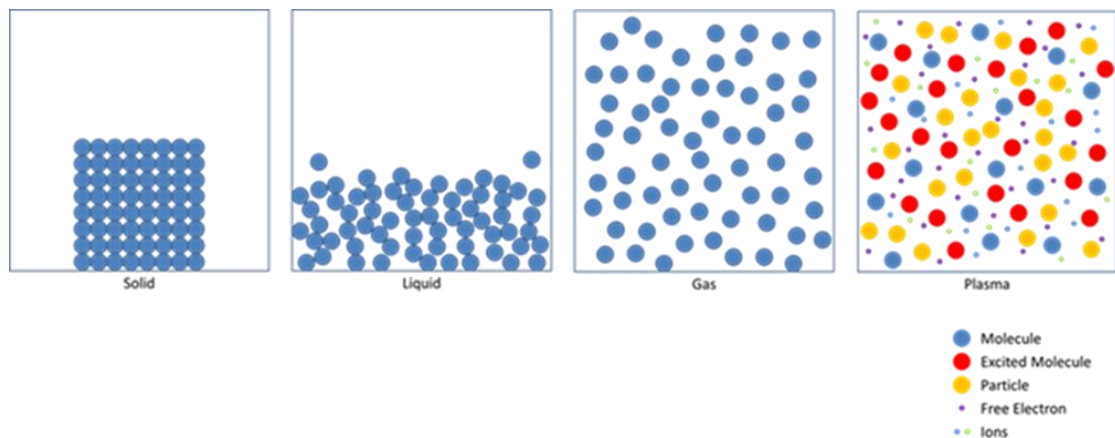 Solid
Liquid
Gas
Plasma
Molecule
Excited Molecule
Particle
Free Electron
Ions